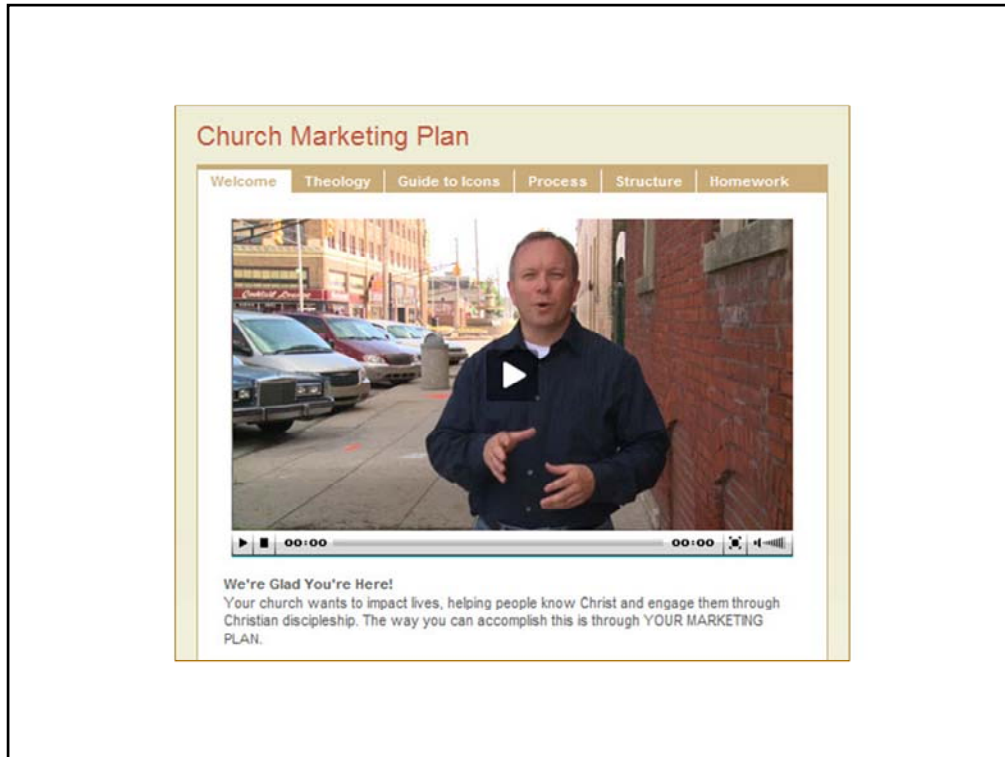 Church Marketing Plan
Welcome Theology Guide to Icons Process Structure Homework
Cocktail
00:00 00:00
We're Glad You're Here!
Your church wants to impact lives, helping people know Christ and engage them through
Christian discipleship. The way you can accomplish this is through YOUR MARKETING
PLAN.